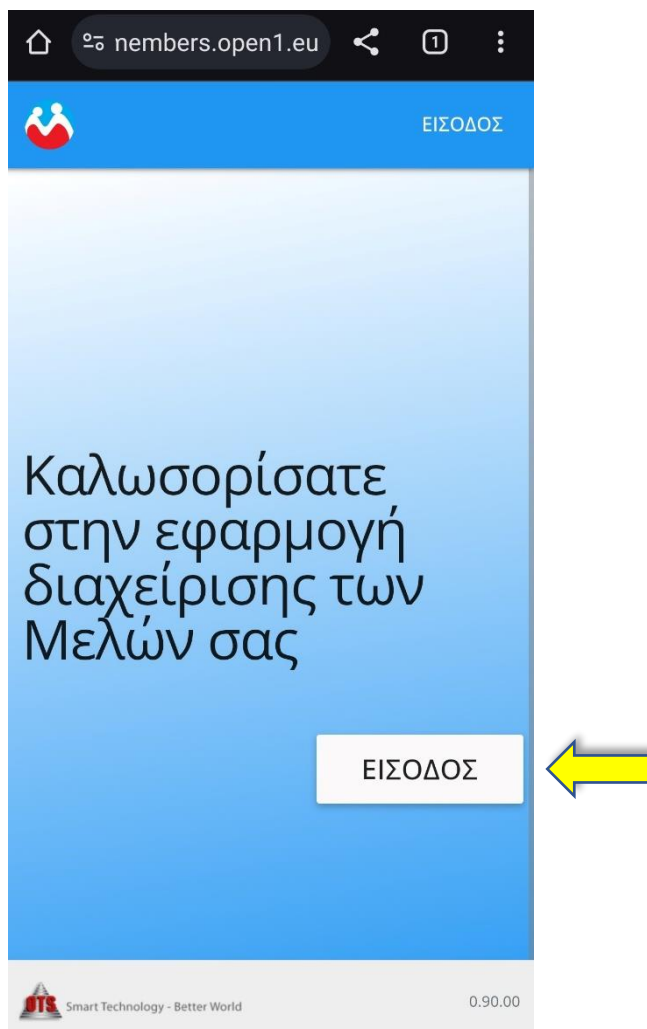 nembers.open1.eu
1
ΕΙΣΟΔΟΣ
Καλωσορίσατε
στην εφαρμογή
διαχείρισης των
Μελών σας
ΕΙΣΟΔΟΣ
OTS Smart Technology - Better World
0.90.00